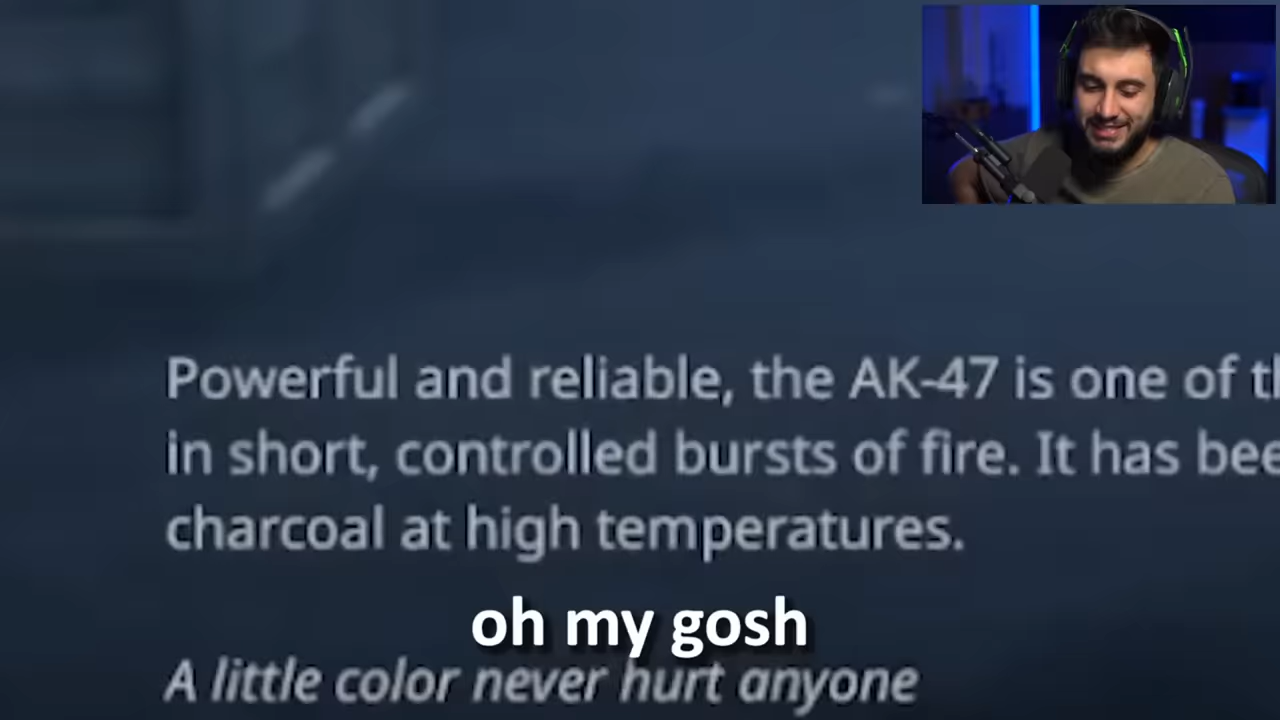 Powerful and reliable, the AK-47 is one of
in short, controlled bursts of fire. It has
charcoal at high temperatures.
oh my gosh
A little color never hurt anyone